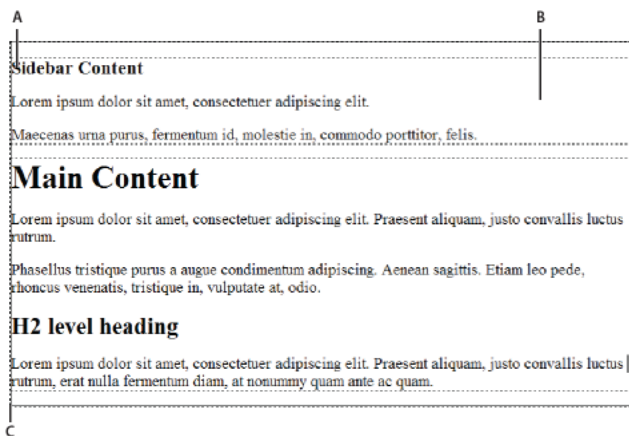 A
B
Sidebar Content
Lorem ipsum dolor sit amet, consectetuer adipiscing elit.
Maecenas urna purus, fermentum id, molestie in, commodo porttitor, felis.
Main Content
Lorem ipsum dolor sit amet, consectetuer adipiscing elit. Praesent aliquam, justo convallis luctus
rutrum.
Phasellus tristique purus a augue condimentum adipiscing. Aenean sagittis. Etiam leo pede,
rhoncus venenatis, tristique in, vulputate at, odio.
H2 level heading
Lorem ipsum dolor sit amet, consectetuer adipiscing elit. Praesent aliquam, justo convallis luctus
rutrum, erat nulla fermentum diam, at nonummy quam ante ac quam.
C